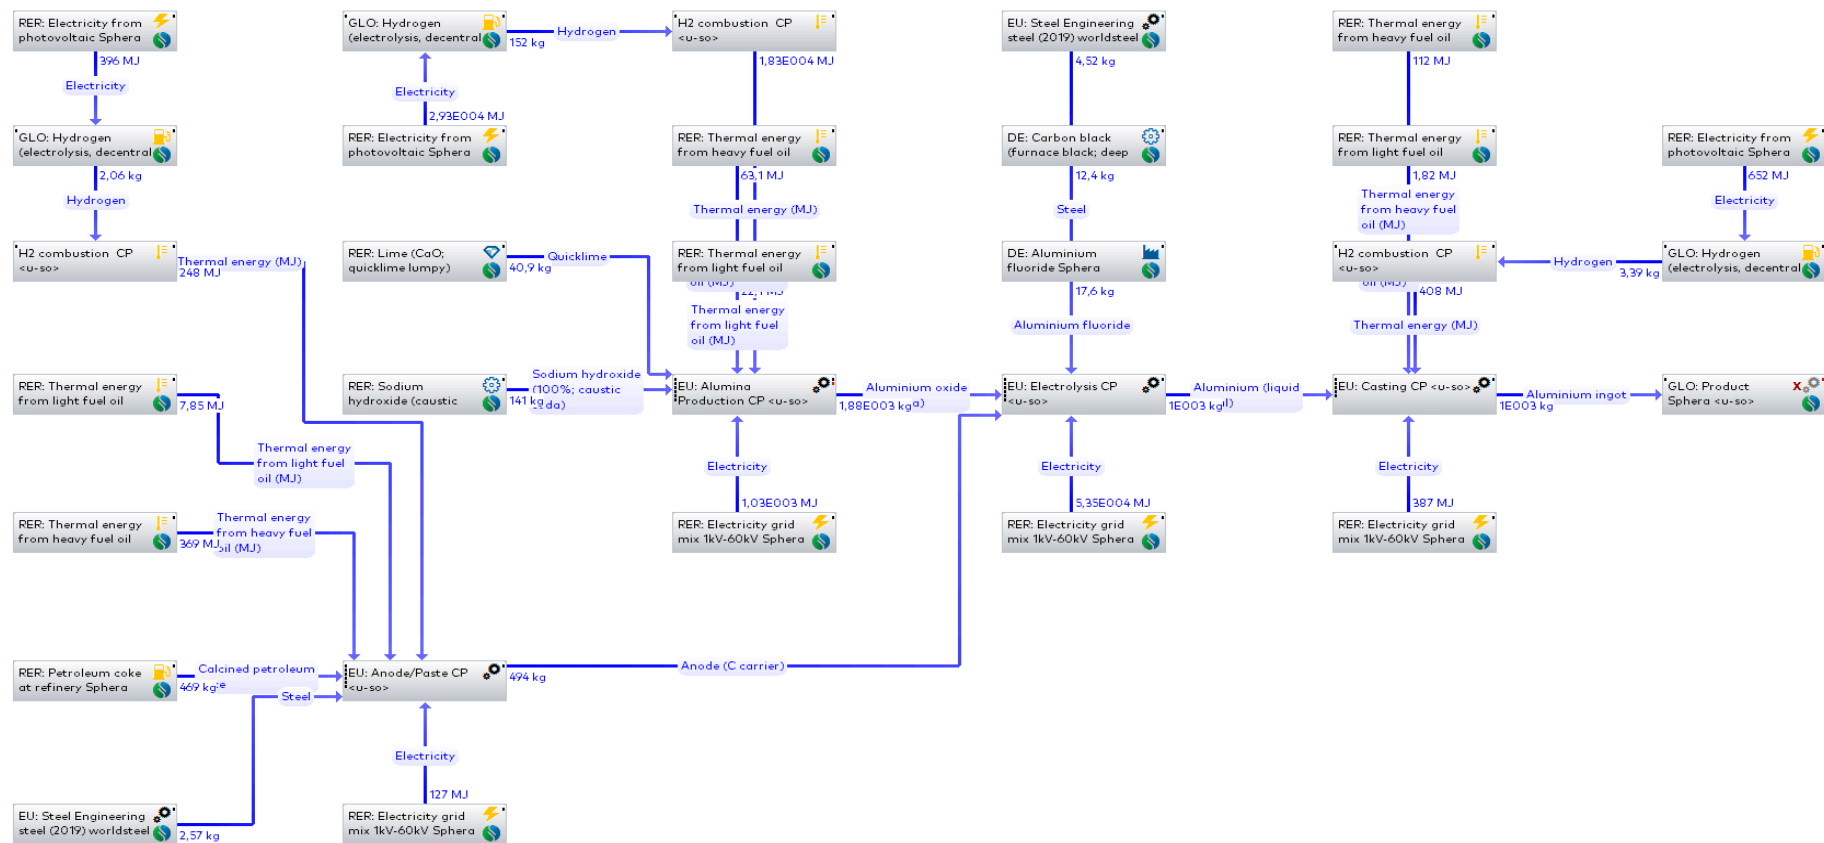 RER: Electricity from
photovoltaic Sphera
396 MJ
Electricity
GLO: Hydrogen
(electrolysis, decentral
2,06 kg
Hydrogen
H2 combustion CP
<u-so>
Thermal energy (MJ)
248 MJ
GLO: Hydrogen
(electrolysis, decentral
152 kg
Hydrogen
Electricity
2,93E004 MJ
RER: Electricity from
photovoltaic Sphera
H2 combustion CP
<u-so>
1,83E004 MJ
RER: Thermal energy
from heavy fuel oil
63,1 MJ
Thermal energy (MJ)
RER: Lime (CaO;
quicklime lumpy)
40,9 kg
Quicklime
RER: Thermal energy
from light fuel oil
oil (MJ)
Thermal energy
from light fuel
oil (MJ)
EU: Steel Engineering
steel (2019) worldsteel
4,52 kg
DE: Carbon black
(furnace black; deep
12,4 kg
Steel
DE: Aluminium
fluoride Sphera
17,6 kg
Aluminium fluoride
RER: Thermal energy
from heavy fuel oil
112 MJ
RER: Thermal energy
from light fuel oil
1,82 MJ
Thermal energy
from heavy fuel
oil (MJ)
RER: Electricity from
photovoltaic Sphera
652 MJ
Electricity
H2 combustion CP
<u-so>
oil (MJ)
408 MJ
Thermal energy (MJ)
Hydrogen
3,39 kg
GLO: Hydrogen
(electrolysis, decentral
RER: Thermal energy
from light fuel oil
7,85 MJ
Thermal energy
from light fuel
oil (MJ)
RER: Sodium
hydroxide (caustic
141 kg
Sodium hydroxide
(100%; caustic
EU: Alumina
Production CP <u-so>
Aluminium oxide
1,88E003 kg
EU: Electrolysis CP
<u-so>
Aluminium (liquid
1E003 kg
EU: Casting CP <u-so>
Aluminium ingot
1E003 kg
GLO: Product
Sphera <u-so>
Electricity
1,03E003 MJ
RER: Electricity grid
mix 1kV-60kV Sphera
Electricity
5,35E004 MJ
RER: Electricity grid
mix 1kV-60kV Sphera
Electricity
387 MJ
RER: Electricity grid
mix 1kV-60kV Sphera
RER: Thermal energy
from heavy fuel oil
369 MJ
Thermal energy
from heavy fuel
oil (MJ)
RER: Petroleum coke
at refinery Sphera
469 kg
Calcined petroleum
Steel
EU: Anode/Paste CP
<u-so>
494 kg
Anode (C carrier)
Electricity
127 MJ
EU: Steel Engineering
steel (2019) worldsteel
2,57 kg
RER: Electricity grid
mix 1kV-60kV Sphera